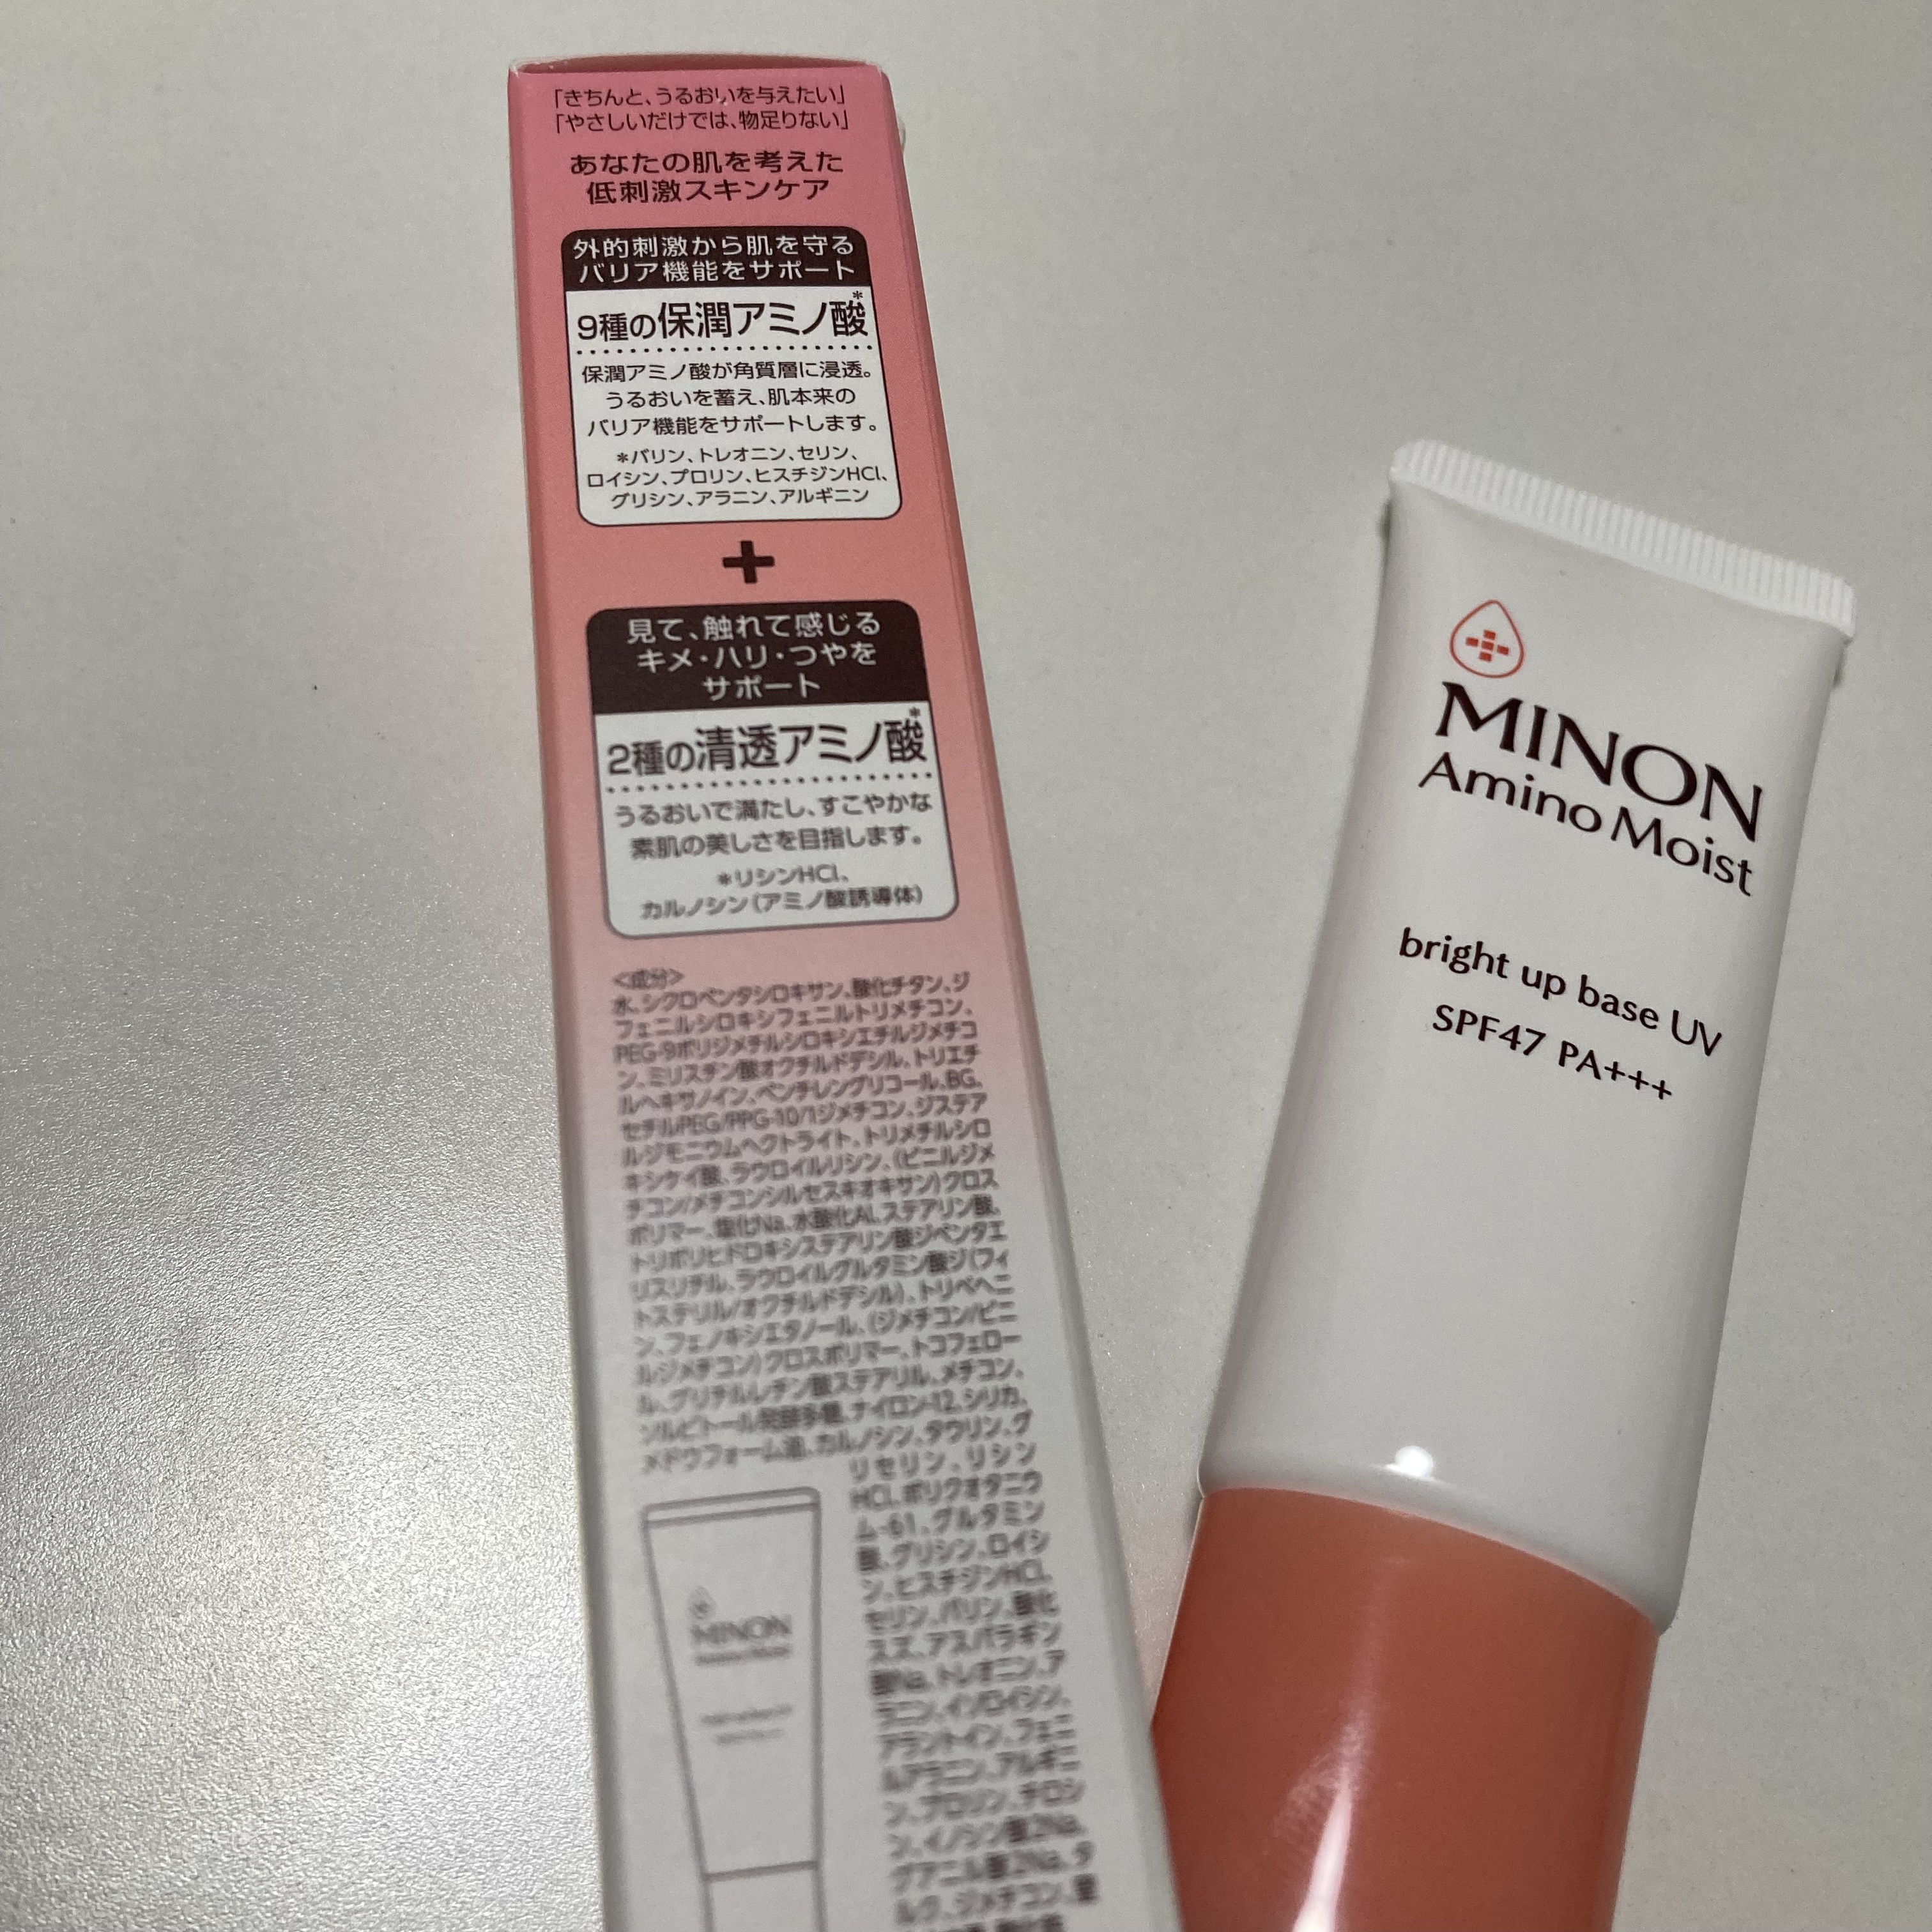 「きちんと、うるおいを与えたい」
「やさしいだけでは、物足りない」
あなたの肌を考えた
低刺激スキンケア
外的刺激から肌を守る
バリア機能をサポート
9種の保潤アミノ酸*
保潤アミノ酸が角質層に浸透。
うるおいを蓄え、肌本来の
バリア機能をサポートします。
*バリン、トレオニン、セリン、
ロイシン、プロリン、ヒスチジンHCl、
グリシン、アラニン、アルギニン
+
見て、触れて感じる
キメ・ハリ・つやを
サポート
2種の清透アミノ酸*
うるおいで満たし、すこやかな
素肌の美しさを目指します。
*リシンHCl、
カルノシン(アミノ酸誘導体)
<成分>
水、シクロペンタシロキサン、酸化チタン、ジ
フェニルシロキシフェニルトリメチコン、
PEG-9ポリジメチルシロキシエチルジメチコ
ン、ミリスチン酸オクチルドデシル、トリエチ
ルヘキサノイン、ペンチレングリコール、BG、
セチルPEG/PPG-10/1ジメチコン、ジステア
ルジモニウムヘクトライト、トリメチルシロ
キシケイ酸、ラウロイルリシン、(ビニルジメ
チコン/メチコンシルセスキオキサン)クロス
ポリマー、塩化Na、水酸化Al、ステアリン酸、
トリポリヒドロキシステアリン酸ジペンタエ
リスリチル、ラウロイルグルタミン酸ジ(フィ
トステリル/オクチルドデシル)、トリベヘニ
ン、フェノキシエタノール、(ジメチコン/ビニ
ルジメチコン)クロスポリマー、トコフェロー
ル、グリチルレチン酸ステアリル、メチコン、
ソルビトール発酵多糖、ナイロン-12、シリカ、
メドウフォーム油、カルノシン、タウリン、グ
リセリン、リシン
HCl、ポリクオタニウ
ム-61、グルタミン
酸、グリシン、ロイシ
ン、ヒスチジンHCl、
セリン、バリン、酸化
スズ、アスパラギン
酸Na、トレオニン、ア
ラニン、イソロイシン、
アラントイン、フェニ
ルアラニン、アルギニ
ン、プロリン、チロシ
ン、イノシン酸2Na、
グアニル酸2Na、タ
ルク、ジメチコン、
MINON
MINON
Amino Moist
bright up base UV
SPF47 PA+++